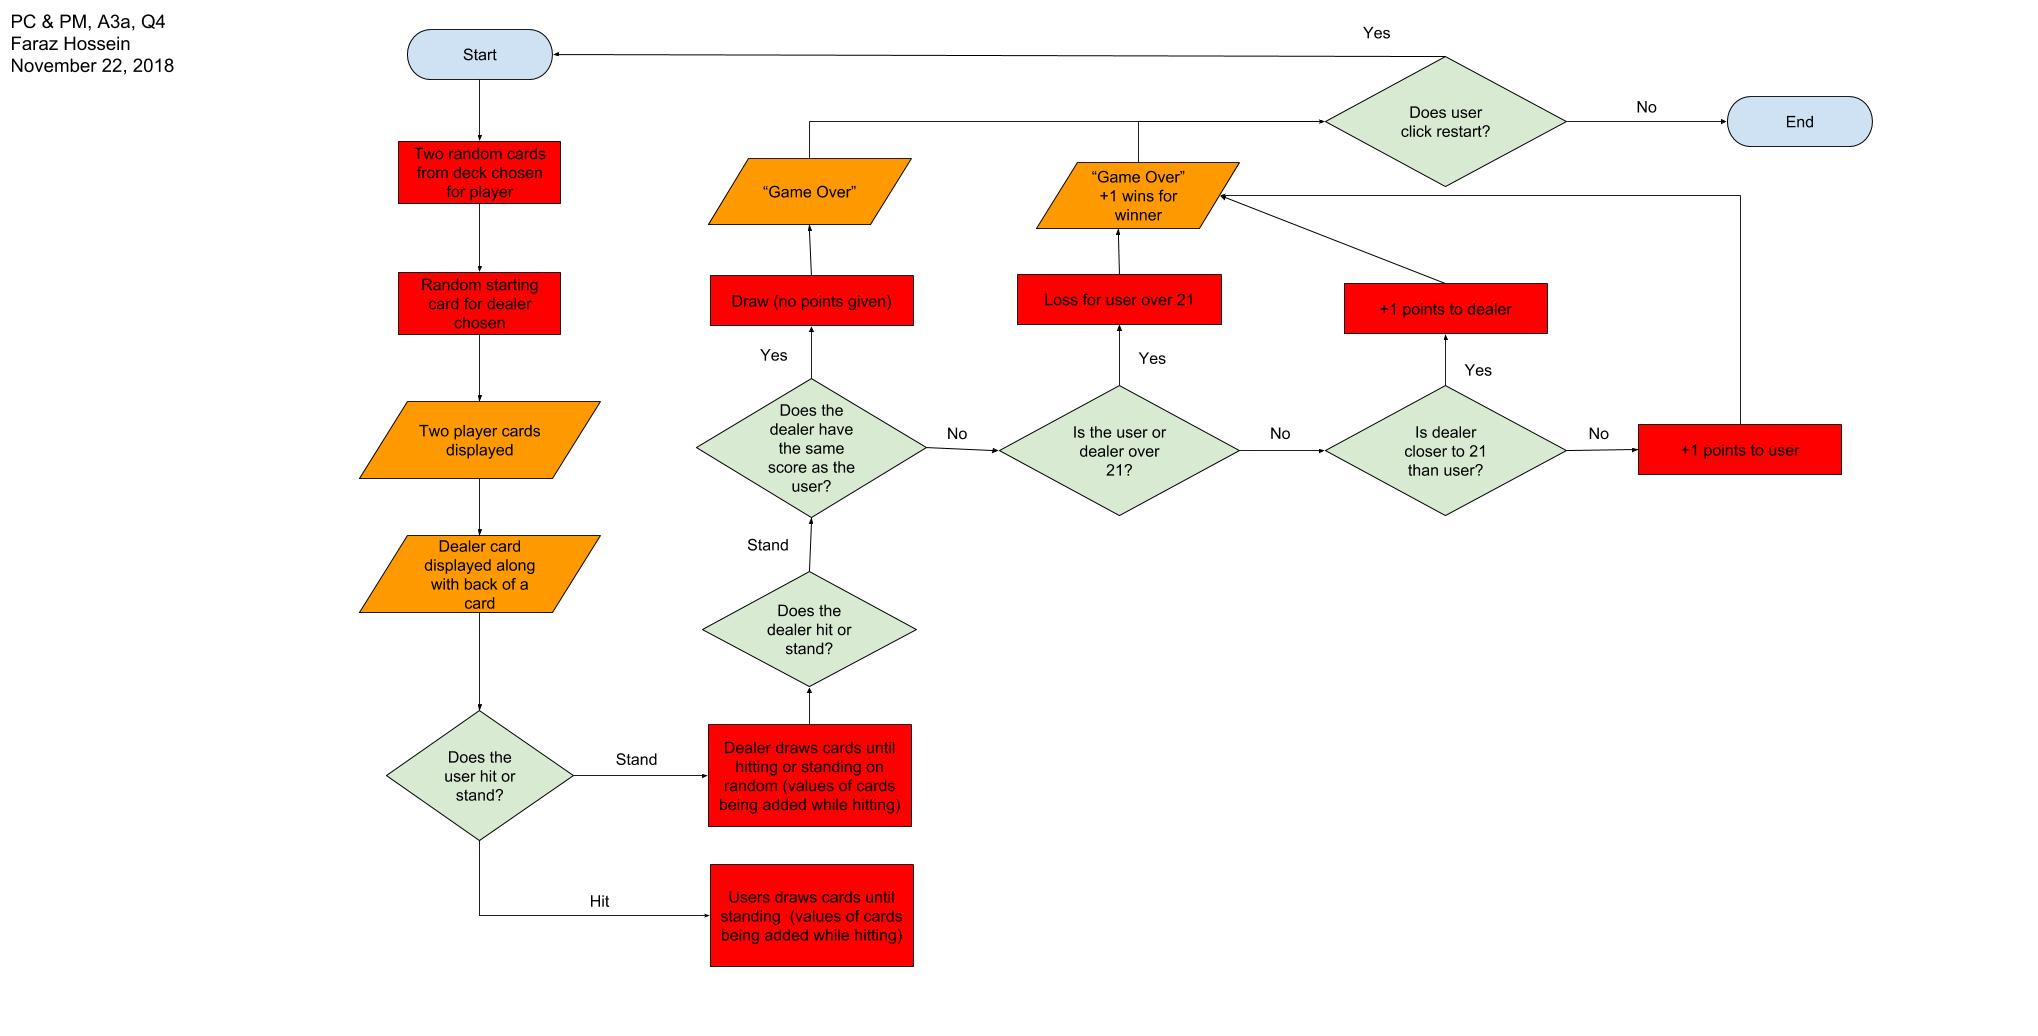 PC & PM, A3a, Q4
Faraz Hossein
November 22, 2018
Start
Two random cards
from deck chosen
for player
Random starting
card for dealer
chosen
Two player cards
displayed
Dealer card
displayed along
with back of a
card
Does the
user hit or
stand?
Stand
Hit
Users draws cards until
standing  (values of cards
being added while hitting)
Dealer draws cards until
hitting or standing on
random (values of cards
being added while hitting)
Does the
dealer hit or
stand?
Stand
Does the
dealer have
the same
score as the
user?
Yes
No
Draw (no points given)
“Game Over”
Is the user or
dealer over
21?
Yes
No
Loss for user over 21
“Game Over”
+1 wins for
winner
Is dealer
closer to 21
than user?
Yes
No
+1 points to dealer
+1 points to user
Does user
click restart?
Yes
No
End